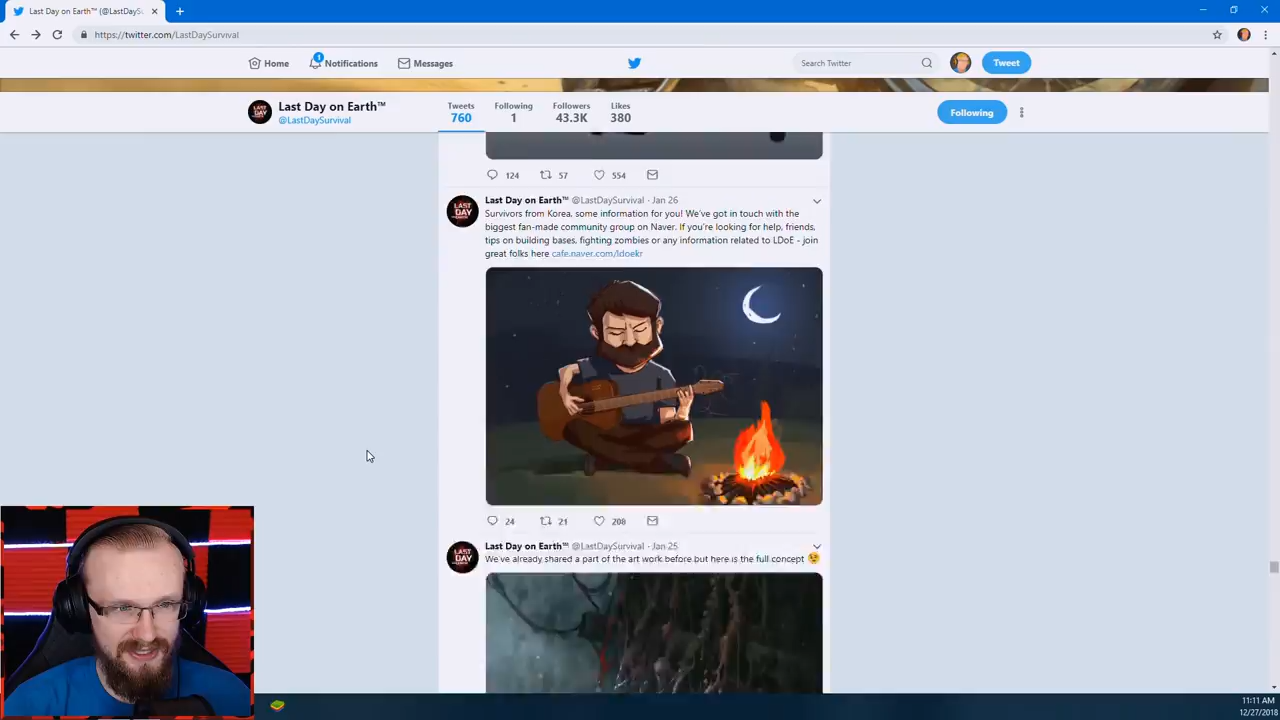 Last Day on Earth™ (@LastDayS
https://twitter.com/LastDaySurvival
1
Home
Notifications
Messages
Search Twitter
Tweet
Last Day on Earth™
@LastDaySurvival
Tweets
760
Following
1
Followers
43.3K
Likes
380
Following
124
57
554
Last Day on Earth™ @LastDaySurvival · Jan 26
Survivors from Korea, some information for you! We've got in touch with the
biggest fan-made community group on Naver. If you're looking for help, friends,
tips on building bases, fighting zombies or any information related to LDoE - join
great folks here cafe.naver.com/ldoekr
24
21
208
Last Day on Earth™ @LastDaySurvival · Jan 25
We've already shared a part of the art work before but here is the full concept 😉
11:11 AM
12/27/2018